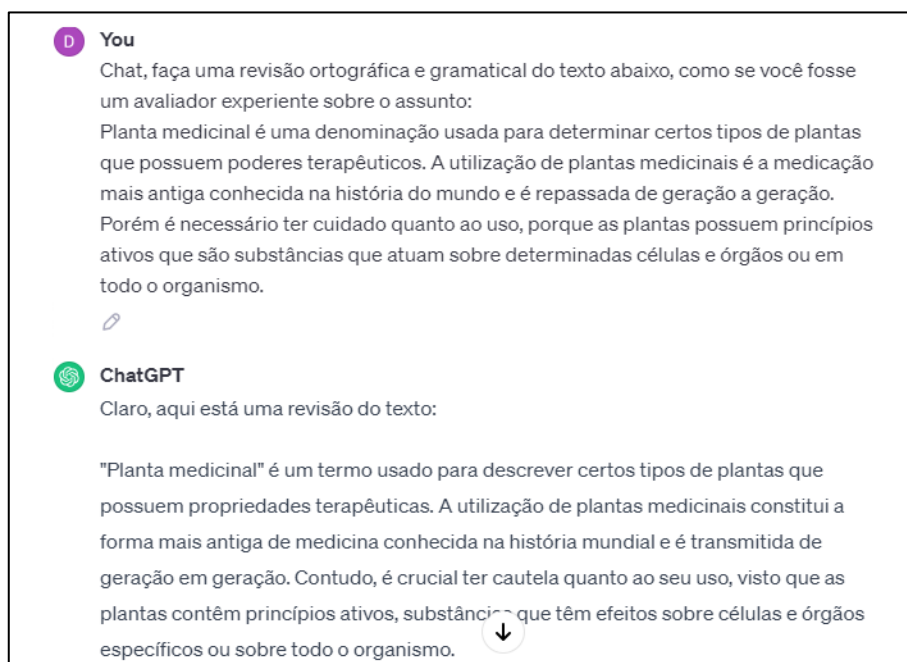 D You
Chat, faça uma revisão ortográfica e gramatical do texto abaixo, como se você fosse
um avaliador experiente sobre o assunto:
Planta medicinal é uma denominação usada para determinar certos tipos de plantas
que possuem poderes terapêuticos. A utilização de plantas medicinais é a medicação
mais antiga conhecida na história do mundo e é repassada de geração a geração.
Porém é necessário ter cuidado quanto ao uso, porque as plantas possuem princípios
ativos que são substâncias que atuam sobre determinadas células e órgãos ou em
todo o organismo.
ChatGPT
Claro, aqui está uma revisão do texto:
"Planta medicinal" é um termo usado para descrever certos tipos de plantas que
possuem propriedades terapêuticas. A utilização de plantas medicinais constitui a
forma mais antiga de medicina conhecida na história mundial e é transmitida de
geração em geração. Contudo, é crucial ter cautela quanto ao seu uso, visto que as
plantas contêm princípios ativos, substâncias que têm efeitos sobre células e órgãos
específicos ou sobre todo o organismo.